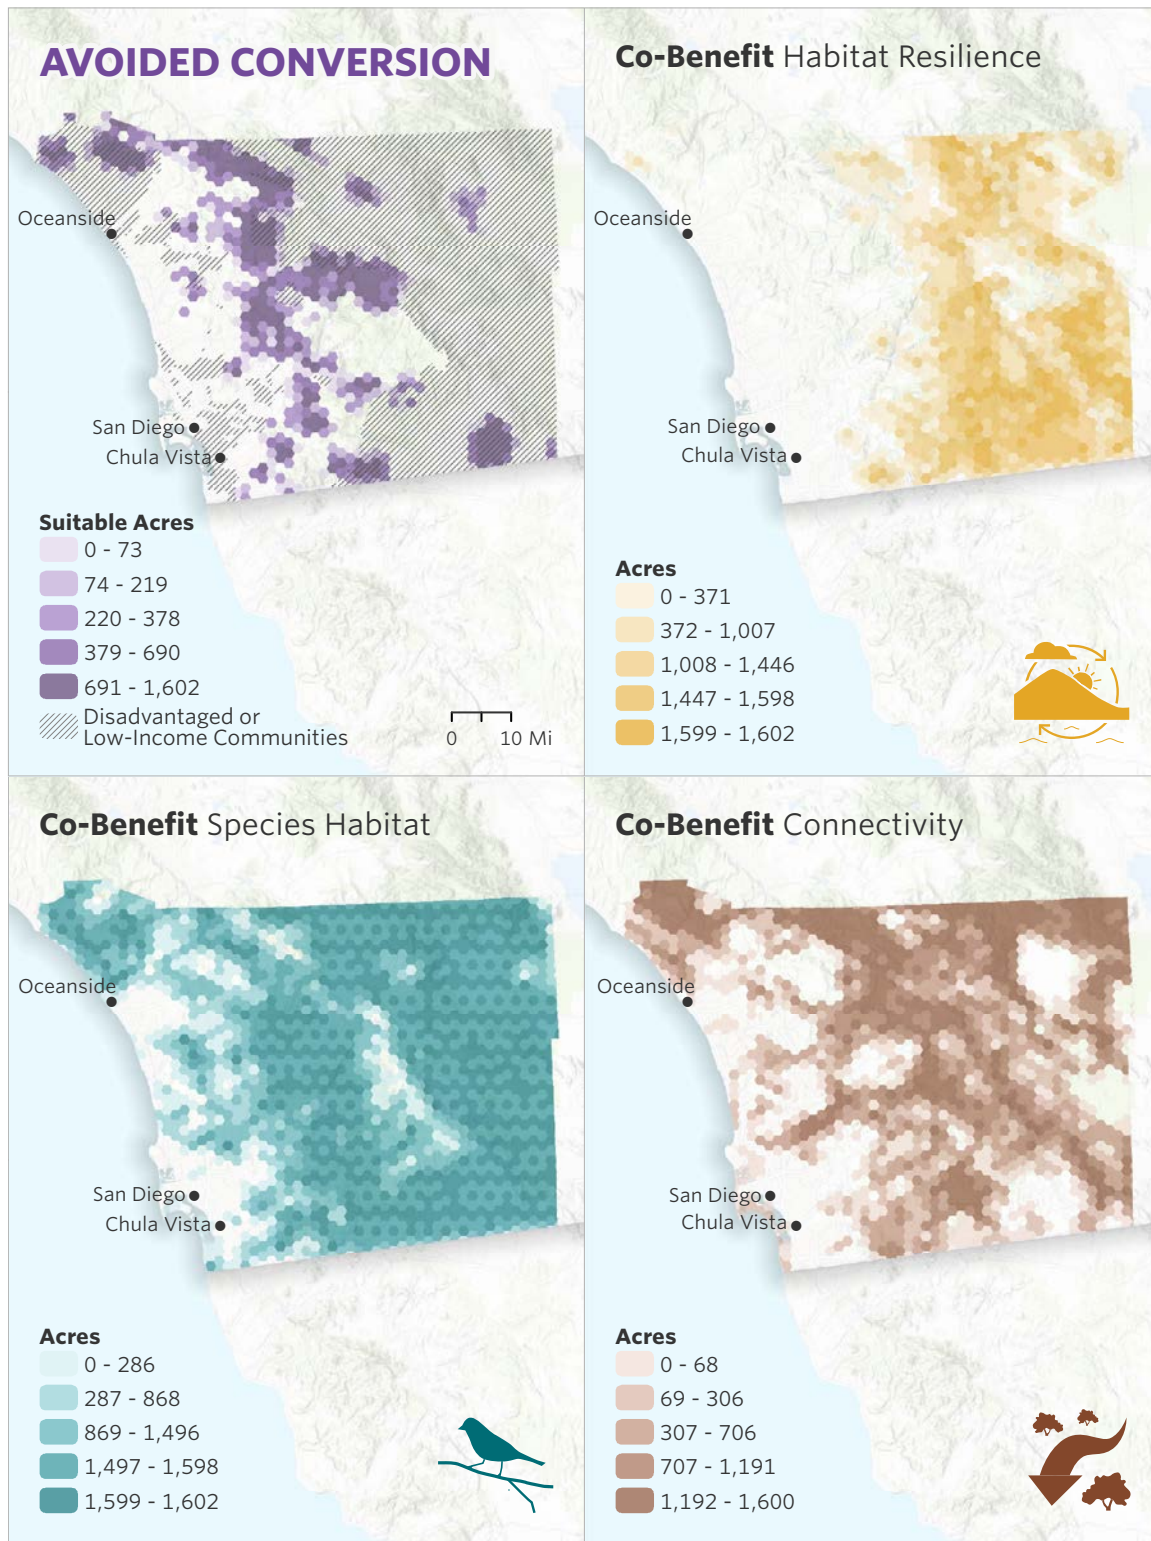 AVOIDED CONVERSION
Oceanside
San Diego
Chula Vista
Suitable Acres
0 - 73
74 - 219
220 - 378
379 - 690
691 - 1,602
Disadvantaged or
Low-Income Communities
0 10 Mi
Co-Benefit Habitat Resilience
Oceanside
San Diego
Chula Vista
Acres
0 - 371
372 - 1,007
1,008 - 1,446
1,447 - 1,598
1,599 - 1,602
Co-Benefit Species Habitat
Oceanside
San Diego
Chula Vista
Acres
0 - 286
287 - 868
869 - 1,496
1,497 - 1,598
1,599 - 1,602
Co-Benefit Connectivity
Oceanside
San Diego
Chula Vista
Acres
0 - 68
69 - 306
307 - 706
707 - 1,191
1,192 - 1,600